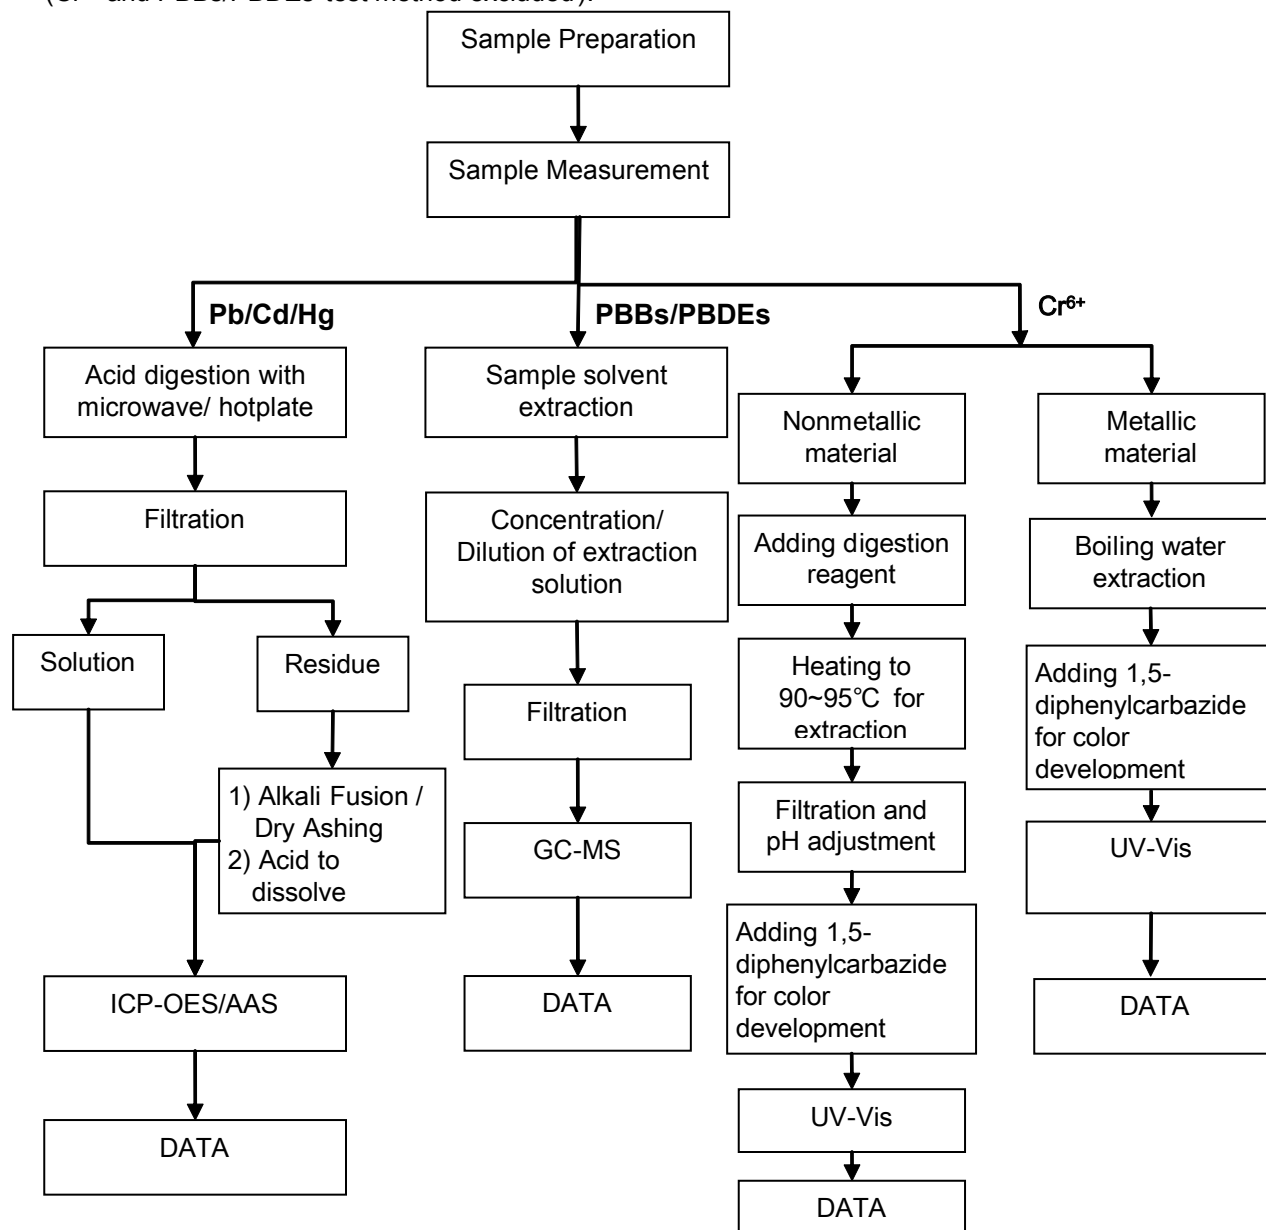 Sample Preparation
Sample Measurement
Pb/Cd/Hg
PBBs/PBDEs
Cr⁶⁺
Acid digestion with
microwave/ hotplate
Sample solvent
extraction
Nonmetallic
material
Metallic
material
Filtration
Concentration/
Dilution of extraction
solution
Adding digestion
reagent
Boiling water
extraction
Solution
Residue
Heating to
90~95℃ for
extraction
Adding 1,5-
diphenylcarbazide
for color
development
Filtration
1) Alkali Fusion /
Dry Ashing
2) Acid to
dissolve
Filtration and
pH adjustment
GC-MS
UV-Vis
Adding 1,5-
diphenylcarbazide
for color
development
ICP-OES/AAS
DATA
DATA
UV-Vis
DATA
DATA